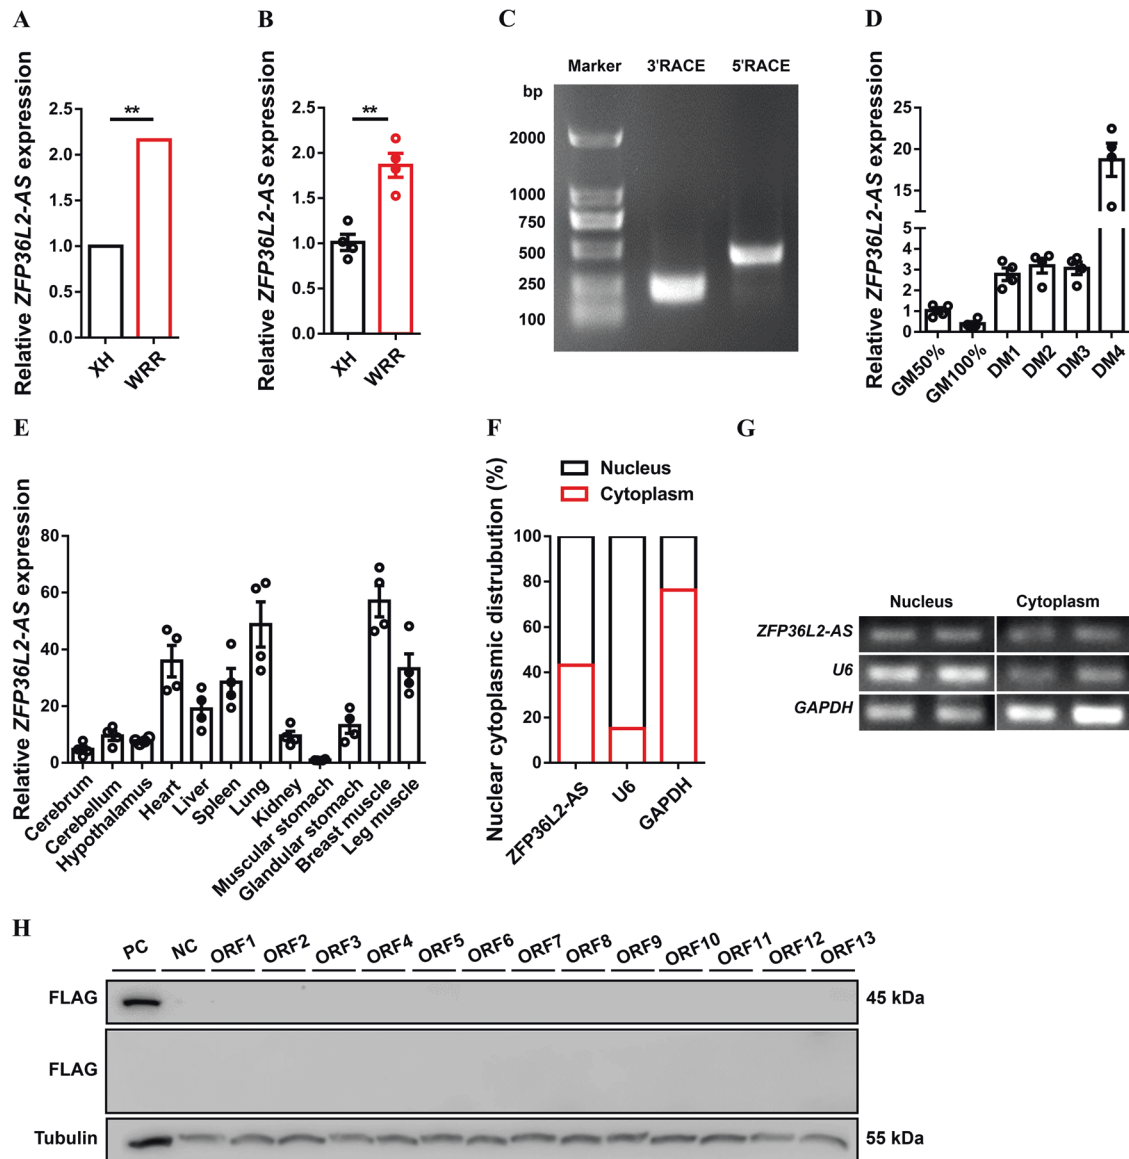 A
Relative ZFP36L2-AS expression
2.5
2.0
1.5
1.0
0.5
0.0
**
XH
WRR
B
Relative ZFP36L2-AS expression
2.5
2.0
1.5
1.0
0.5
0.0
**
XH
WRR
C
Marker 3'RACE 5'RACE
bp
2000
1000
750
500
250
100
D
Relative ZFP36L2-AS expression
25
20
15
5
4
3
2
1
0
GM50%
GM100%
DM1
DM2
DM3
DM4
E
Relative ZFP36L2-AS expression
80
60
40
20
0
Cerebrum
Cerebellum
Hypothalamus
Heart
Liver
Spleen
Lung
Kidney
Muscular stomach
Glandular stomach
Breast muscle
Leg muscle
F
Nucleus
Cytoplasm
Nuclear cytoplasmic distrubution (%)
100
80
60
40
20
0
ZFP36L2-AS
U6
GAPDH
G
Nucleus Cytoplasm
ZFP36L2-AS
U6
GAPDH
H
PC NC ORF1 ORF2 ORF3 ORF4 ORF5 ORF6 ORF7 ORF8 ORF9 ORF10 ORF11 ORF12 ORF13
FLAG 45 kDa
FLAG
Tubulin 55 kDa